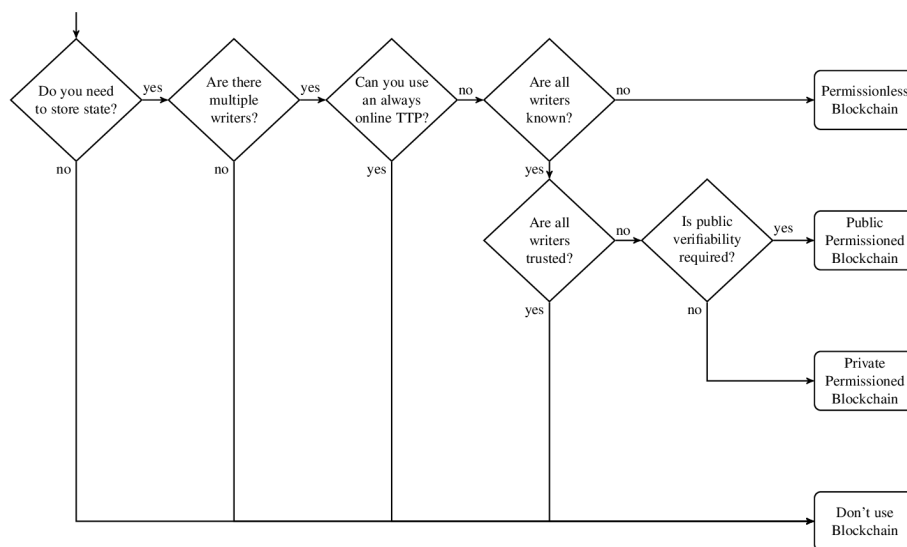 Do you need
to store state?
yes
no
Are there
multiple
writers?
yes
no
Can you use
an always
online TTP?
no
yes
Are all
writers
known?
no
yes
Permissionless
Blockchain
Are all
writers
trusted?
no
yes
Is public
verifiability
required?
yes
no
Public
Permissioned
Blockchain
Private
Permissioned
Blockchain
Don’t use
Blockchain